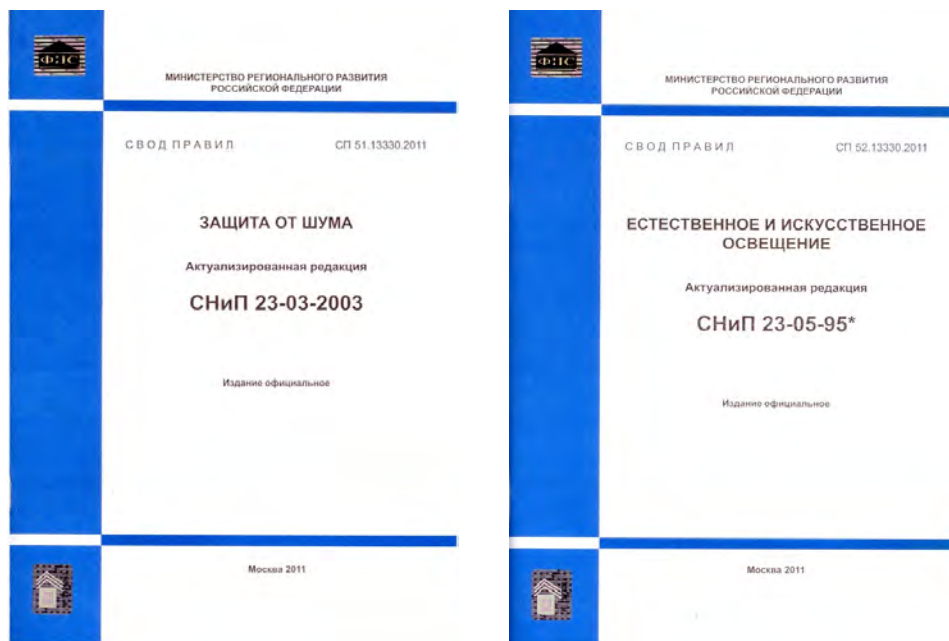 ФЦС
МИНИСТЕРСТВО РЕГИОНАЛЬНОГО РАЗВИТИЯ
РОССИЙСКОЙ ФЕДЕРАЦИИ
СВОД ПРАВИЛ СП 51.13330.2011
ЗАЩИТА ОТ ШУМА
Актуализированная редакция
СНиП 23-03-2003
Издание официальное
Москва 2011
ФЦС
МИНИСТЕРСТВО РЕГИОНАЛЬНОГО РАЗВИТИЯ
РОССИЙСКОЙ ФЕДЕРАЦИИ
СВОД ПРАВИЛ СП 52.13330.2011
ЕСТЕСТВЕННОЕ И ИСКУССТВЕННОЕ
ОСВЕЩЕНИЕ
Актуализированная редакция
СНиП 23-05-95*
Издание официальное
Москва 2011